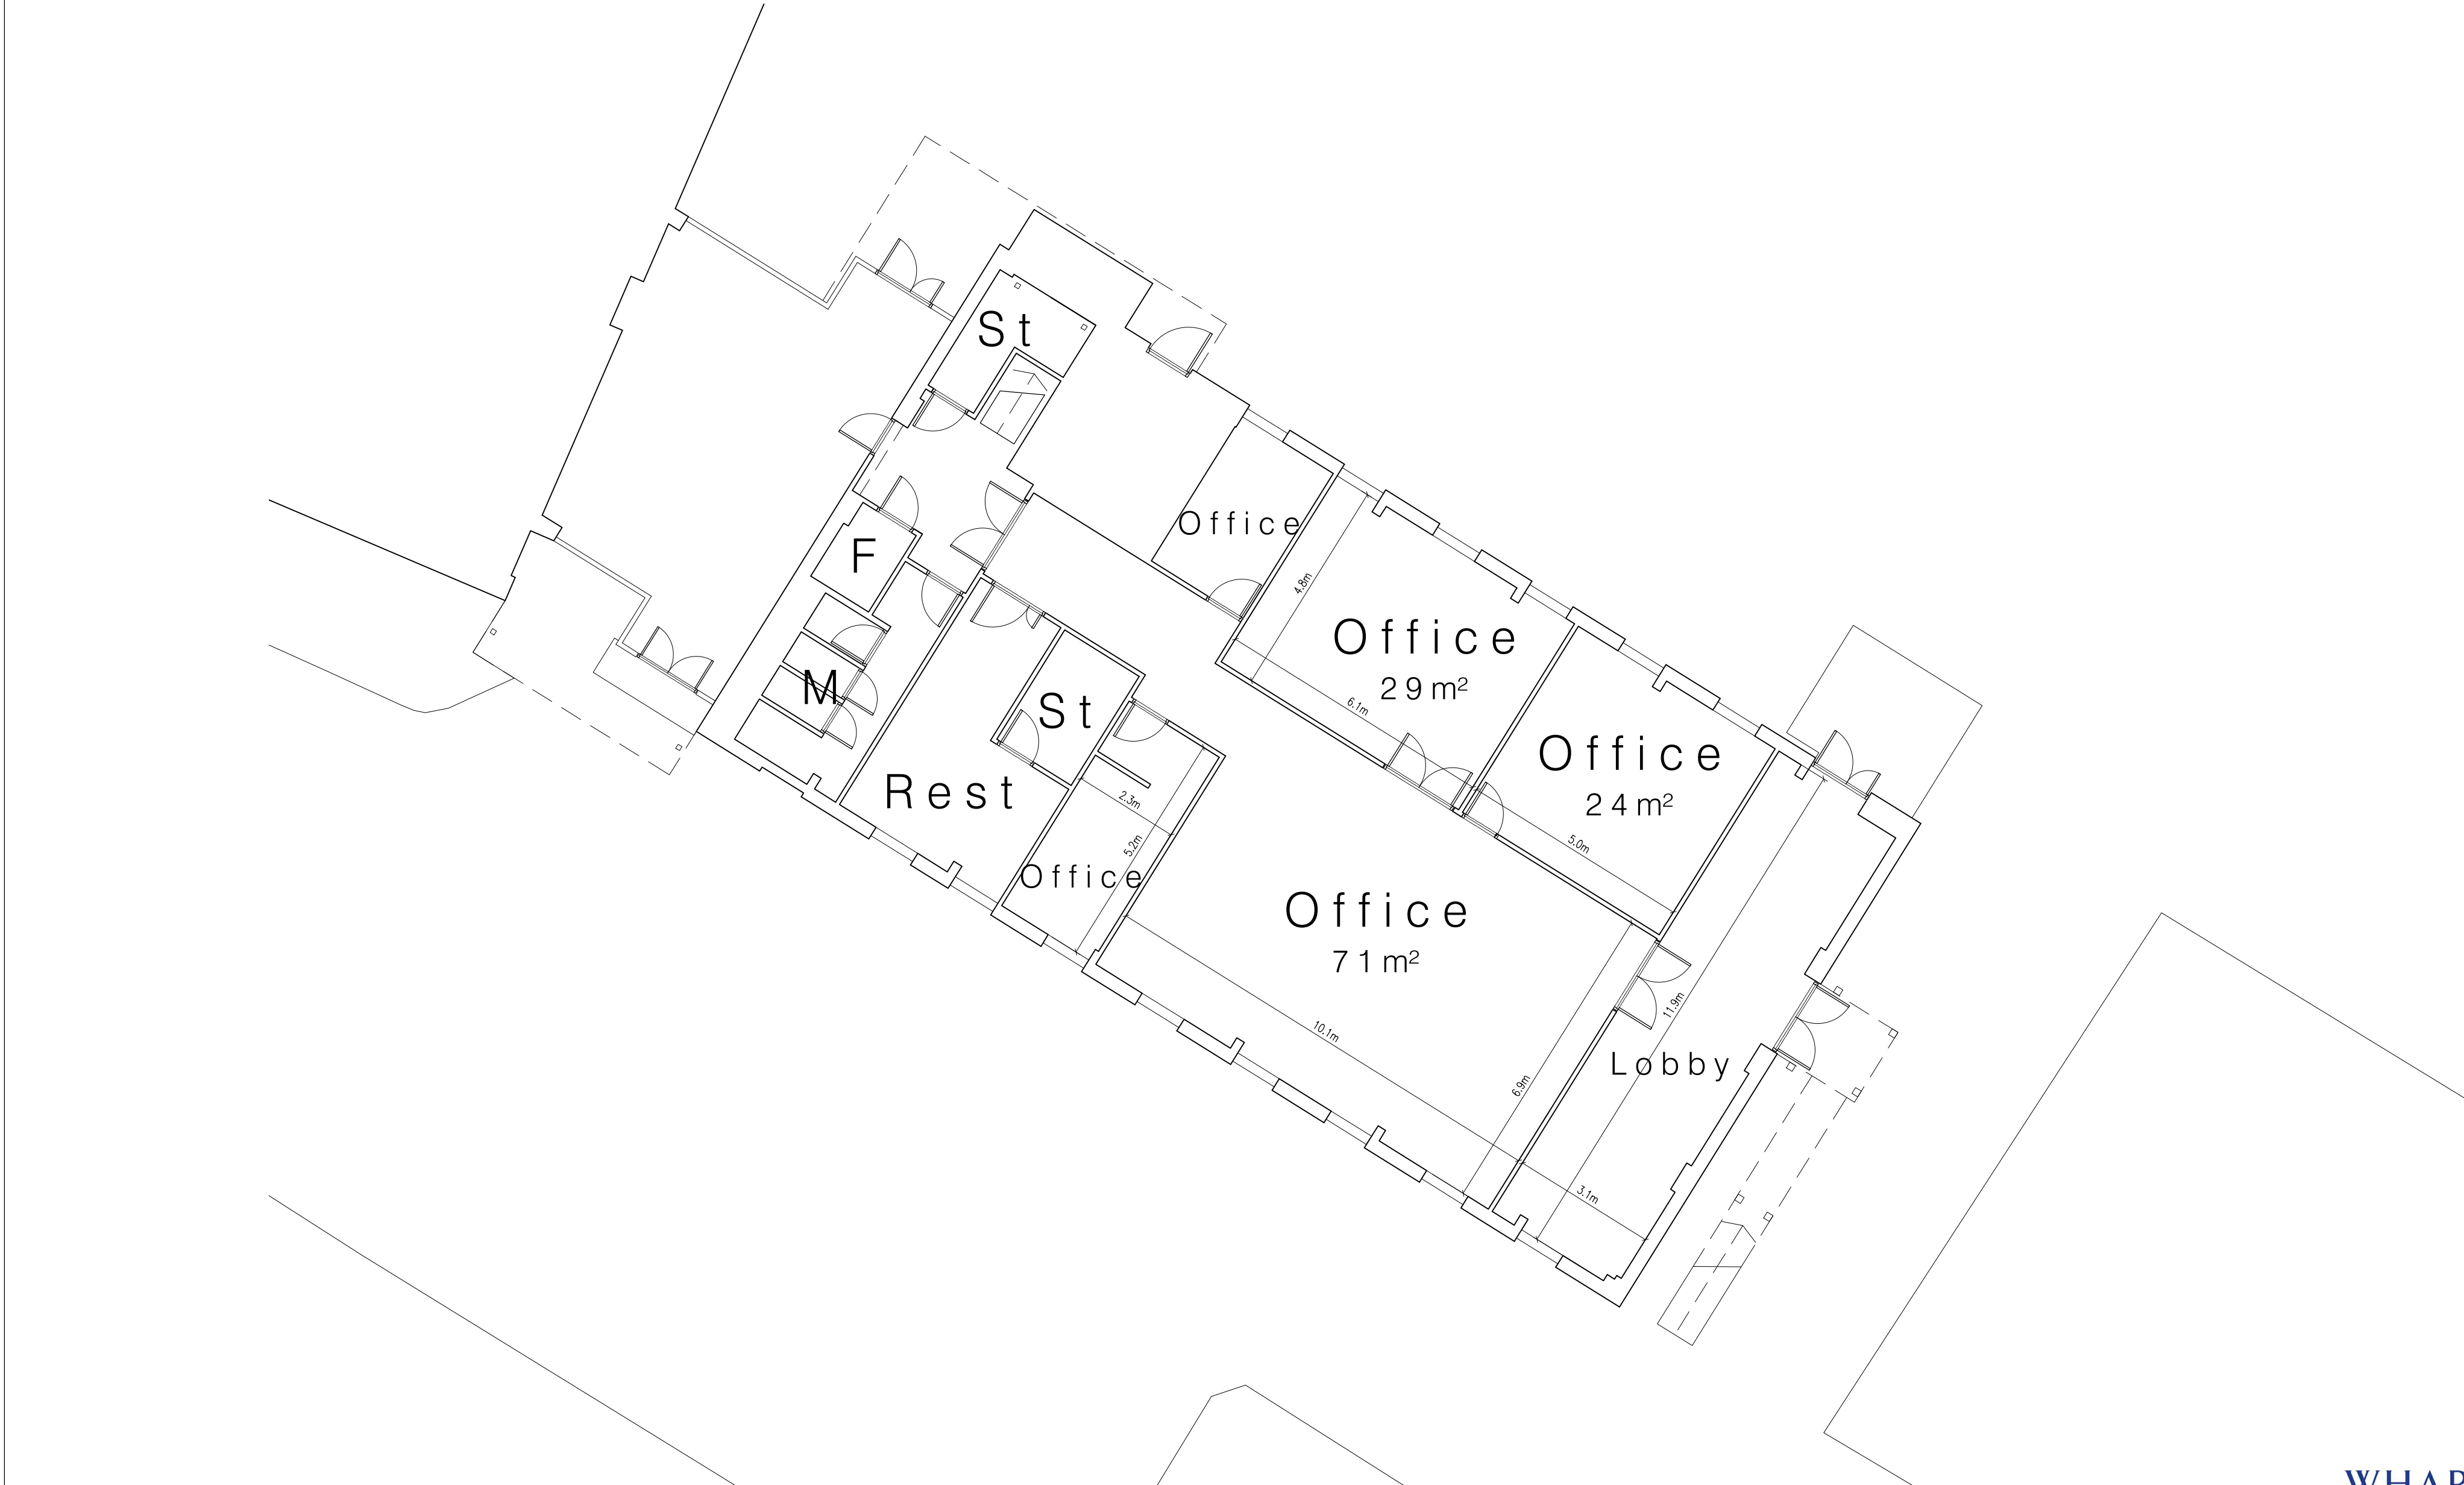 St
Office
F
4.8m
Office
29m²
6.1m
M
St
Office
24m²
Rest
2.3m
5.2m
5.0m
Office
Office
71m²
11.9m
10.1m
Lobby
6.9m
3.1m